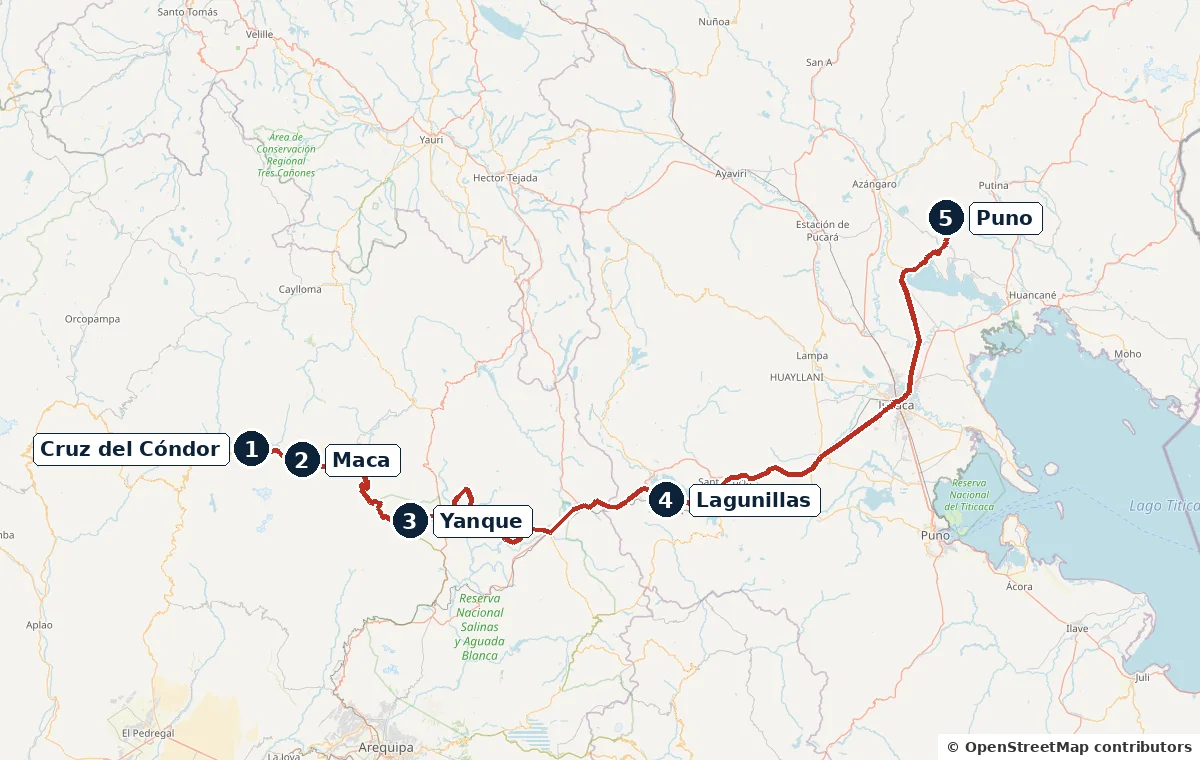 Santo Tomás
Velille
Nuñoa
San A
Área de
Conservación
Regional
Tres Cañones
Yauri
Hector Tejada
Ayaviri
Azángaro
Putina
Estación de
Pucará
5
Puno
Caylloma
Orcopampa
Huancané
Moho
Lampa
HUAYLLANI
Cruz del Cóndor
1
2
Maca
3
Yanque
4
Lagunillas
Reserva
Nacional
del Titicaca
Lago Titica
Puno
Ácora
Reserva
Nacional
Salinas
y Aguada
Blanca
Aplao
Ilave
Juli
El Pedregal
Arequipa
La Joya
© OpenStreetMap contributors